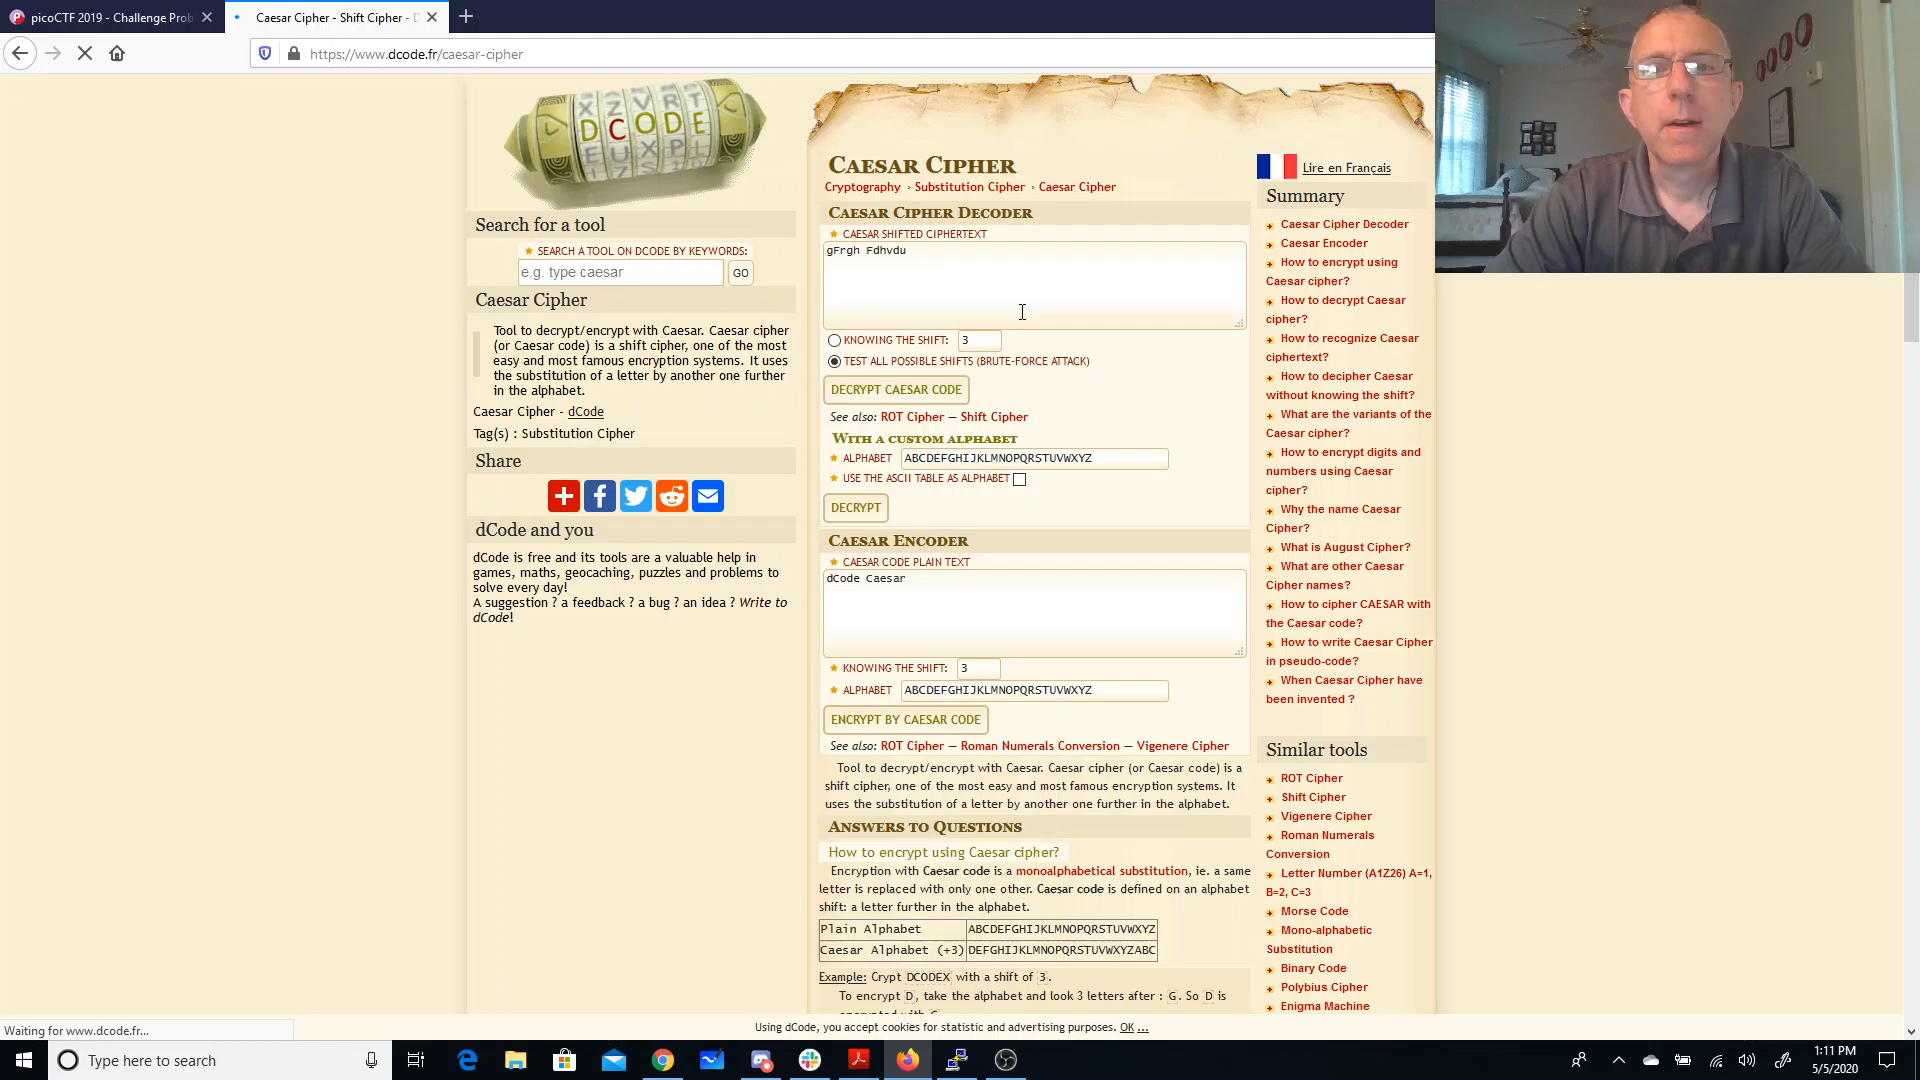 picoCTF 2019 - Challenge Prob
Caesar Cipher - Shift Cipher - D
https://www.dcode.fr/caesar-cipher
XZVRT
DCODE
EUXPL
Search for a tool
SEARCH A TOOL ON DCODE BY KEYWORDS:
e.g. type caesar
GO
Caesar Cipher
Tool to decrypt/encrypt with Caesar. Caesar cipher
(or Caesar code) is a shift cipher, one of the most
easy and most famous encryption systems. It uses
the substitution of a letter by another one further
in the alphabet.
Caesar Cipher - dCode
Tag(s) : Substitution Cipher
Share
dCode and you
dCode is free and its tools are a valuable help in
games, maths, geocaching, puzzles and problems to
solve every day!
A suggestion ? a feedback ? a bug ? an idea ? Write to
dCode!
CAESAR CIPHER
Cryptography › Substitution Cipher › Caesar Cipher
CAESAR CIPHER DECODER
CAESAR SHIFTED CIPHERTEXT
gFrgh Fdhvdu
KNOWING THE SHIFT: 3
TEST ALL POSSIBLE SHIFTS (BRUTE-FORCE ATTACK)
DECRYPT CAESAR CODE
See also: ROT Cipher — Shift Cipher
WITH A CUSTOM ALPHABET
ALPHABET ABCDEFGHIJKLMNOPQRSTUVWXYZ
USE THE ASCII TABLE AS ALPHABET
DECRYPT
CAESAR ENCODER
CAESAR CODE PLAIN TEXT
dCode Caesar
KNOWING THE SHIFT: 3
ALPHABET ABCDEFGHIJKLMNOPQRSTUVWXYZ
ENCRYPT BY CAESAR CODE
See also: ROT Cipher — Roman Numerals Conversion — Vigenere Cipher
Tool to decrypt/encrypt with Caesar. Caesar cipher (or Caesar code) is a
shift cipher, one of the most easy and most famous encryption systems. It
uses the substitution of a letter by another one further in the alphabet.
ANSWERS TO QUESTIONS
How to encrypt using Caesar cipher?
Encryption with Caesar code is a monoalphabetical substitution, ie. a same
letter is replaced with only one other. Caesar code is defined on an alphabet
shift: a letter further in the alphabet.
Plain Alphabet ABCDEFGHIJKLMNOPQRSTUVWXYZ
Caesar Alphabet (+3) DEFGHIJKLMNOPQRSTUVWXYZABC
Example: Crypt DCODEX with a shift of 3.
To encrypt D, take the alphabet and look 3 letters after : G. So D is
encrypted with G.
Lire en Français
Summary
Caesar Cipher Decoder
Caesar Encoder
How to encrypt using
Caesar cipher?
How to decrypt Caesar
cipher?
How to recognize Caesar
ciphertext?
How to decipher Caesar
without knowing the shift?
What are the variants of the
Caesar cipher?
How to encrypt digits and
numbers using Caesar
cipher?
Why the name Caesar
Cipher?
What is August Cipher?
What are other Caesar
Cipher names?
How to cipher CAESAR with
the Caesar code?
How to write Caesar Cipher
in pseudo-code?
When Caesar Cipher have
been invented ?
Similar tools
ROT Cipher
Shift Cipher
Vigenere Cipher
Roman Numerals
Conversion
Letter Number (A1Z26) A=1,
B=2, C=3
Morse Code
Mono-alphabetic
Substitution
Binary Code
Polybius Cipher
Enigma Machine
Waiting for www.dcode.fr...
Using dCode, you accept cookies for statistic and advertising purposes. OK ...
Type here to search
1:11 PM
5/5/2020